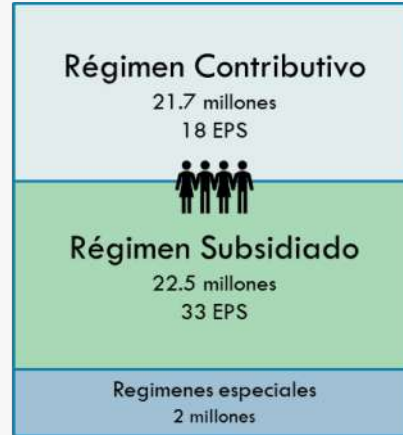 Régimen Contributivo
21.7 millones
18 EPS
Régimen Subsidiado
22.5 millones
33 EPS
Regimenes especiales
2 millones